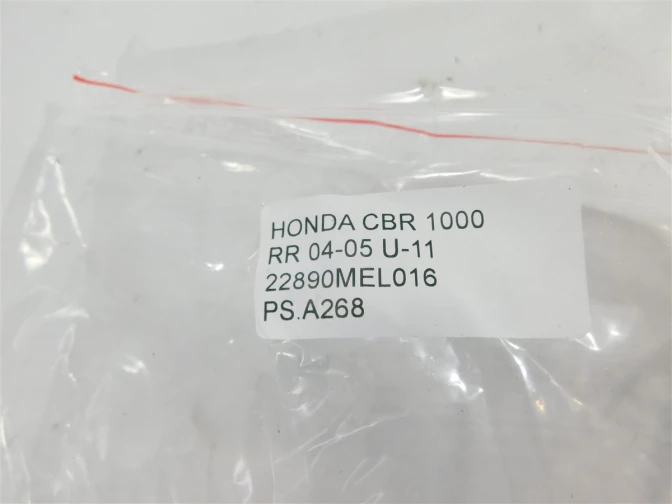 HONDA CBR 1000
RR 04-05 U-11
22890MEL016
PS.A268